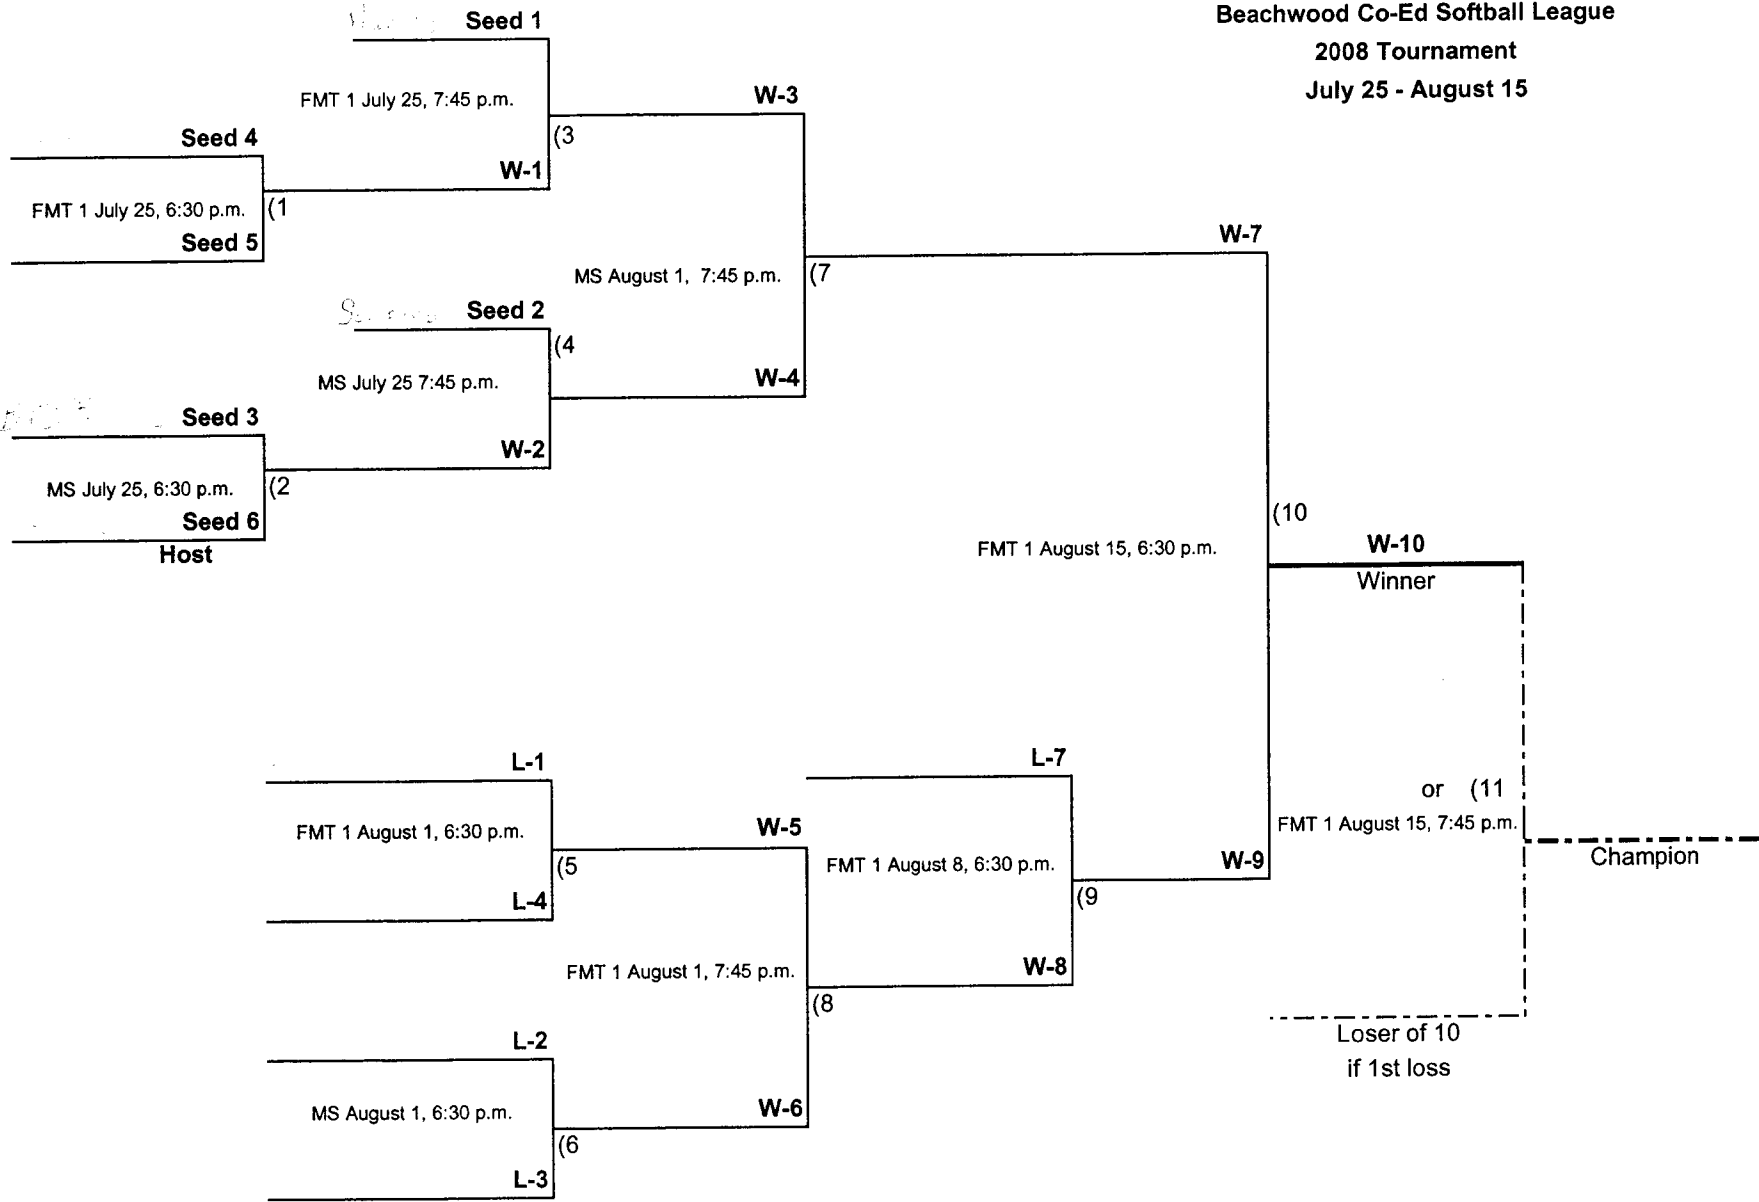 Beachwood Co-Ed Softball League
2008 Tournament
July 25 - August 15
Seed 1
FMT 1 July 25, 7:45 p.m.
W-3
(3
Seed 4
W-1
FMT 1 July 25, 6:30 p.m.
(1
Seed 5
W-7
MS August 1, 7:45 p.m.
(7
Seed 2
(4
MS July 25 7:45 p.m.
W-4
Seed 3
W-2
MS July 25, 6:30 p.m.
(2
Seed 6
Host
(10
FMT 1 August 15, 6:30 p.m.
W-10
Winner
L-1
L-7
or (11
FMT 1 August 1, 6:30 p.m.
W-5
FMT 1 August 15, 7:45 p.m.
(5
FMT 1 August 8, 6:30 p.m.
W-9
Champion
L-4
(9
FMT 1 August 1, 7:45 p.m.
W-8
(8
L-2
Loser of 10
if 1st loss
MS August 1, 6:30 p.m.
W-6
(6
L-3